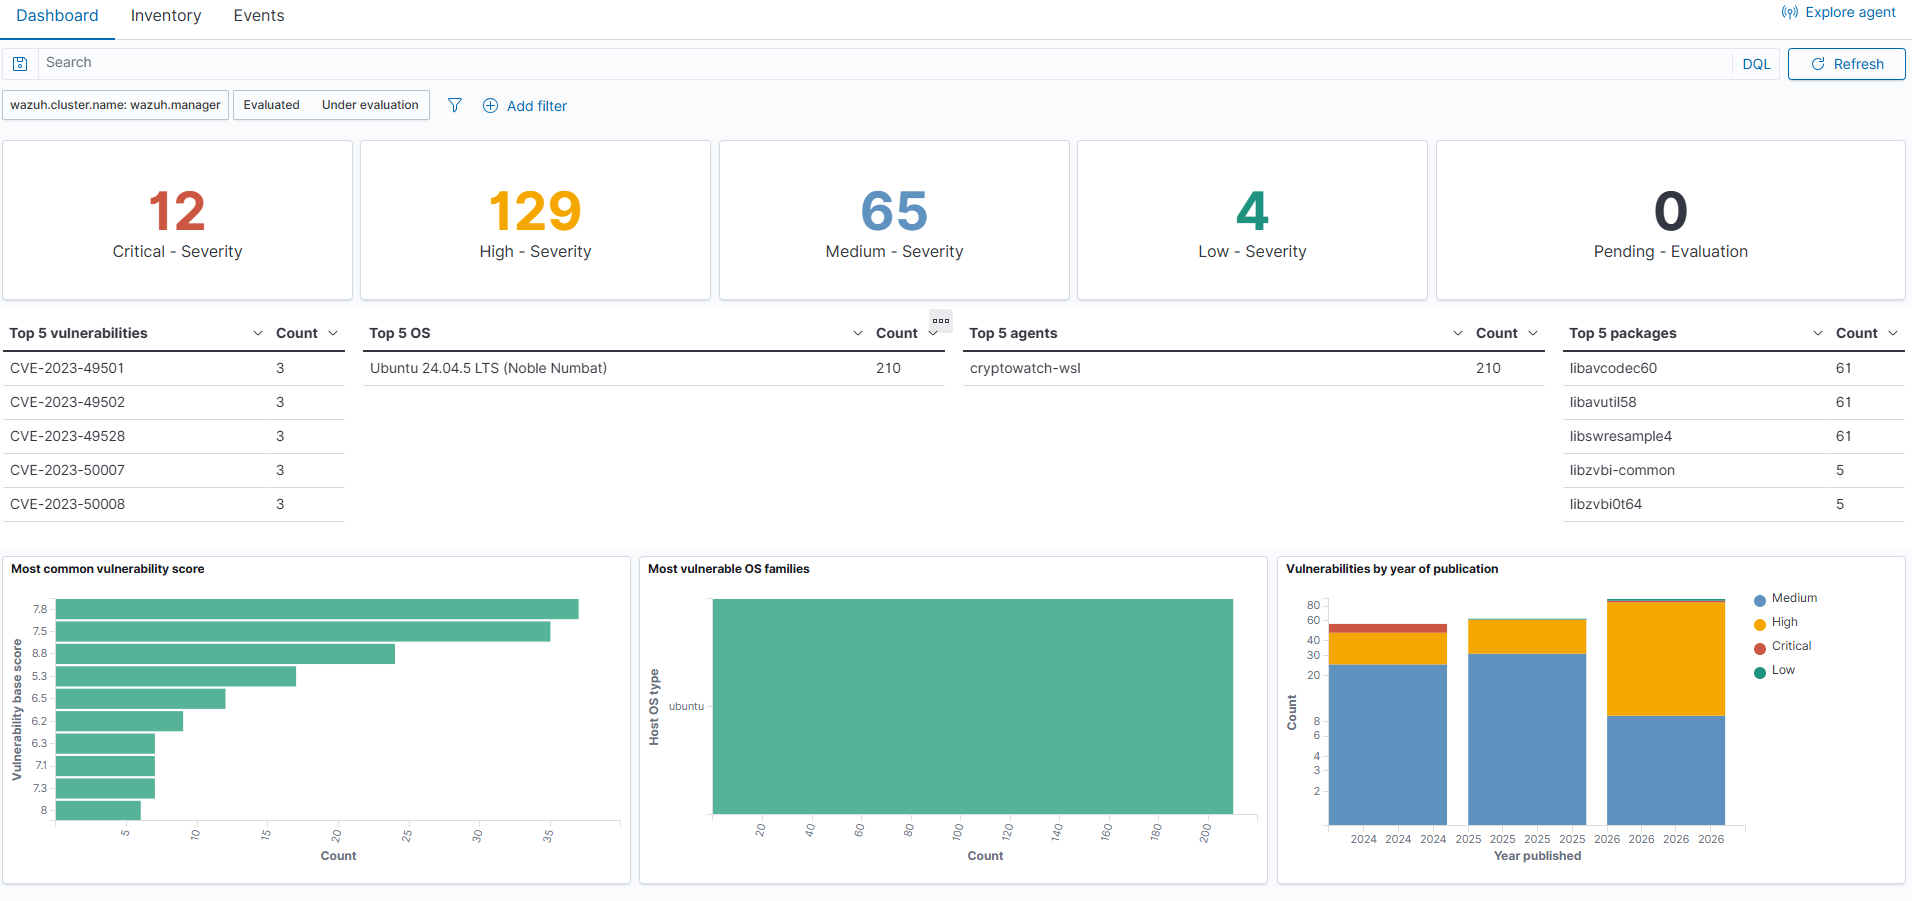 Dashboard Inventory Events Explore agent
Search DQL Refresh
wazuh.cluster.name: wazuh.manager Evaluated Under evaluation Add filter
12
Critical - Severity
129
High - Severity
65
Medium - Severity
4
Low - Severity
0
Pending - Evaluation
Top 5 vulnerabilities Count
CVE-2023-49501 3
CVE-2023-49502 3
CVE-2023-49528 3
CVE-2023-50007 3
CVE-2023-50008 3
Top 5 OS Count
Ubuntu 24.04.5 LTS (Noble Numbat) 210
Top 5 agents Count
cryptowatch-wsl 210
Top 5 packages Count
libavcodec60 61
libavutil58 61
libswresample4 61
libzvbi-common 5
libzvbi0t64 5
Most common vulnerability score
Vulnerability base score
7.8
7.5
8.8
5.3
6.5
6.2
6.3
7.1
7.3
8
5 10 15 20 25 30 35
Count
Most vulnerable OS families
Host OS type
ubuntu
20 40 60 80 100 120 140 160 180 200
Count
Vulnerabilities by year of publication
Count
80
60
40
30
20
8
6
4
3
2
2024 2024 2024 2025 2025 2025 2025 2026 2026 2026 2026
Year published
Medium
High
Critical
Low